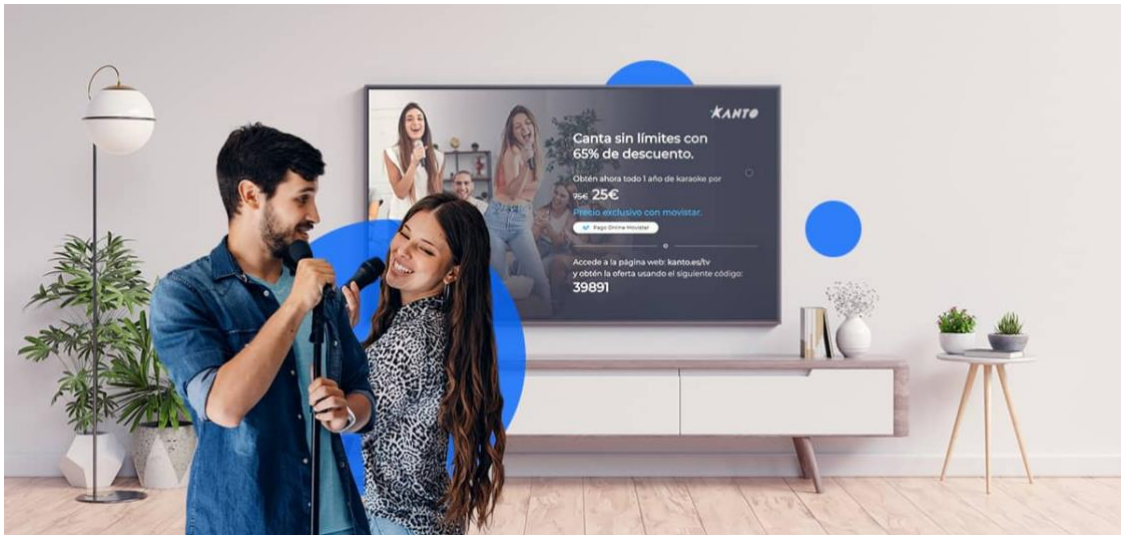 KANTO
Canta sin límites con
65% de descuento.
Obtén ahora todo 1 año de karaoke por
75€ 25€
Precio exclusivo con movistar.
Pago Online Movistar
Accede a la página web: kanto.es/tv
y obtén la oferta usando el siguiente código:
39891